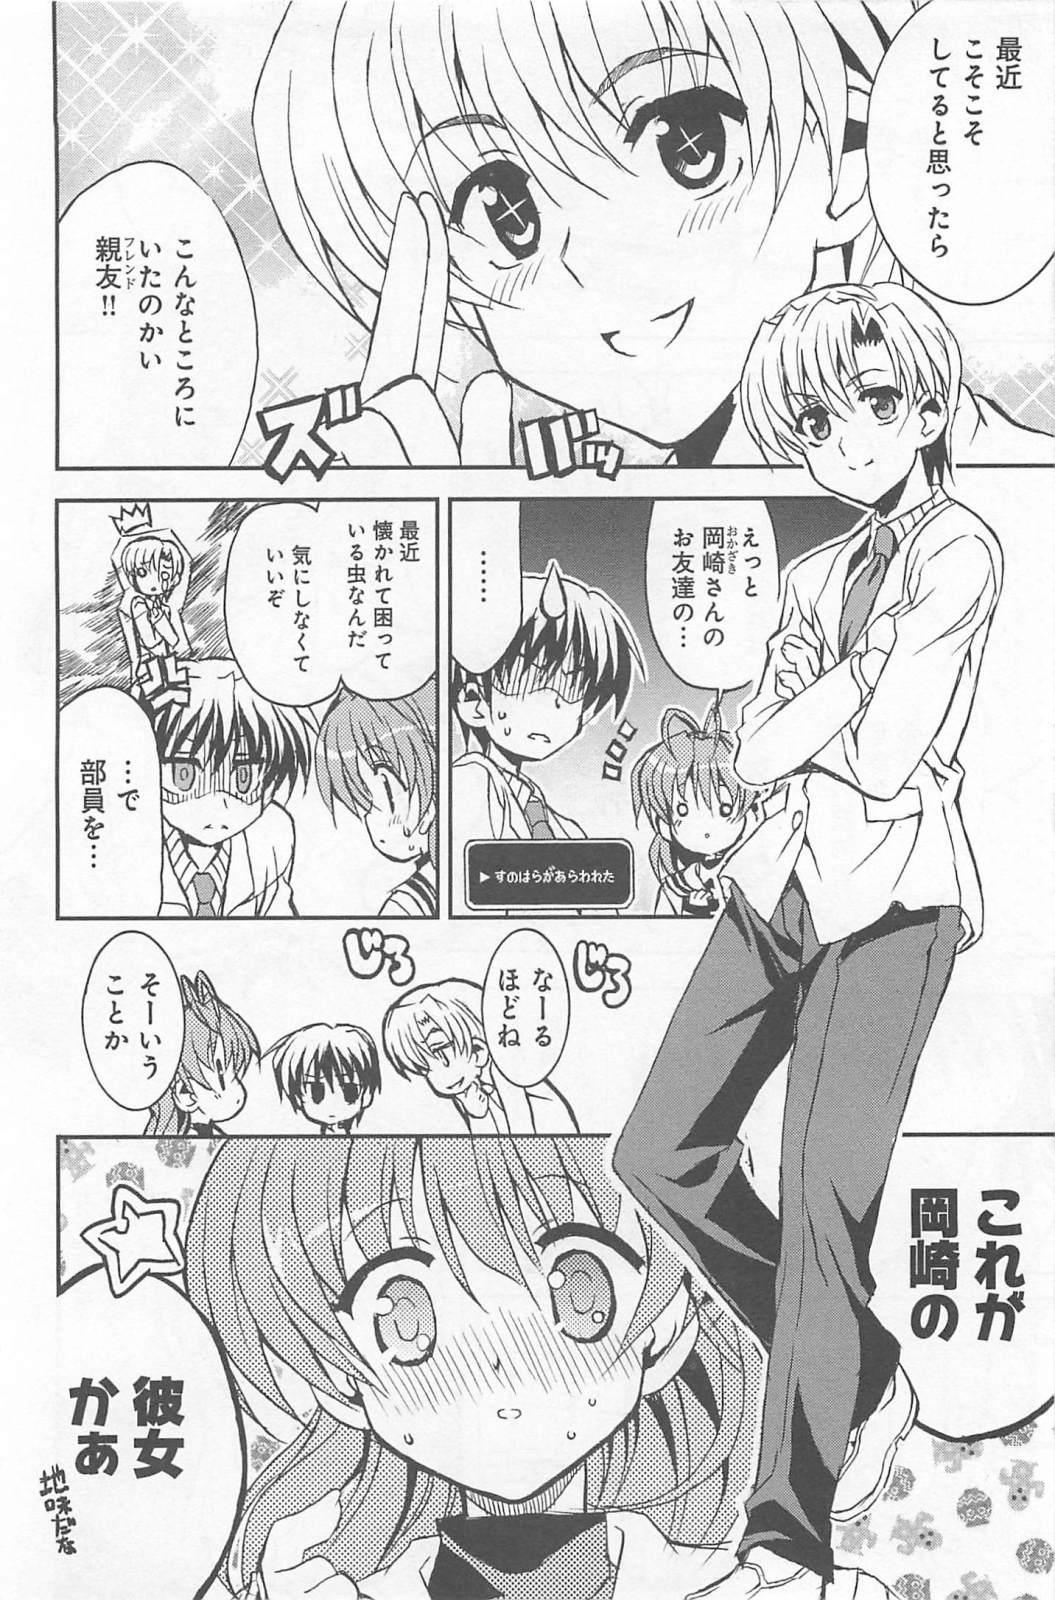 最近
こそこそ
してると思ったら
こんなところに
いたのかい
親友!!
フレンド
ズ
バッ
えっと
岡崎さんの
おかざき
お友達の…
……
ロロロ
▶すのはらがあらわれた
最近
懐かれて困って
いる虫なんだ
気にしなくて
いいぞ
…で
部員を…
なーる
ほどね
じろ
じろ
そーいう
ことか
これが
岡崎の
彼女
かぁ
地味だな